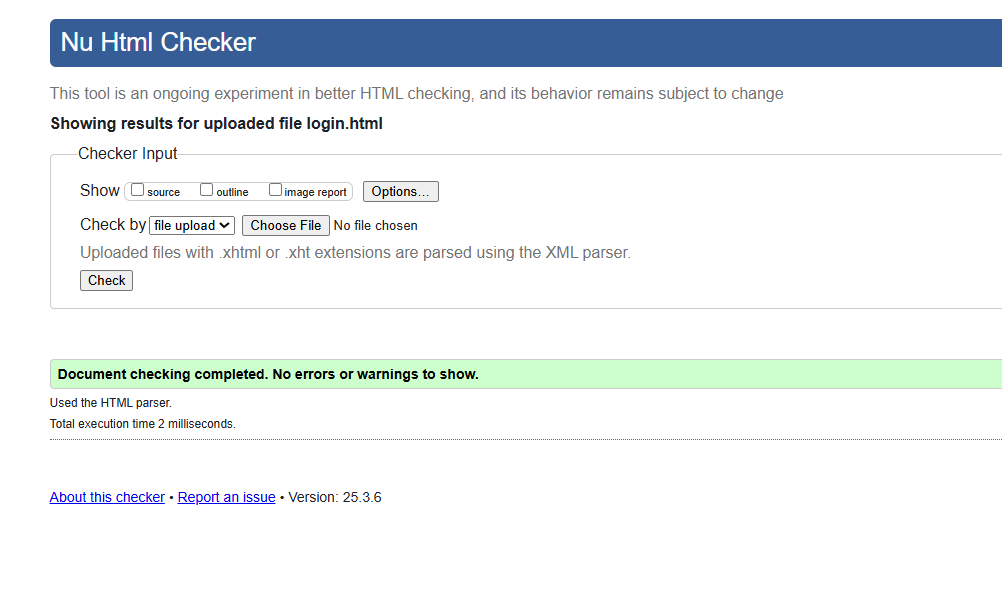 Nu Html Checker
This tool is an ongoing experiment in better HTML checking, and its behavior remains subject to change
Showing results for uploaded file login.html
Checker Input
Show source outline image report Options...
Check by file upload Choose File No file chosen
Uploaded files with .xhtml or .xht extensions are parsed using the XML parser.
Check
Document checking completed. No errors or warnings to show.
Used the HTML parser.
Total execution time 2 milliseconds.
About this checker • Report an issue • Version: 25.3.6